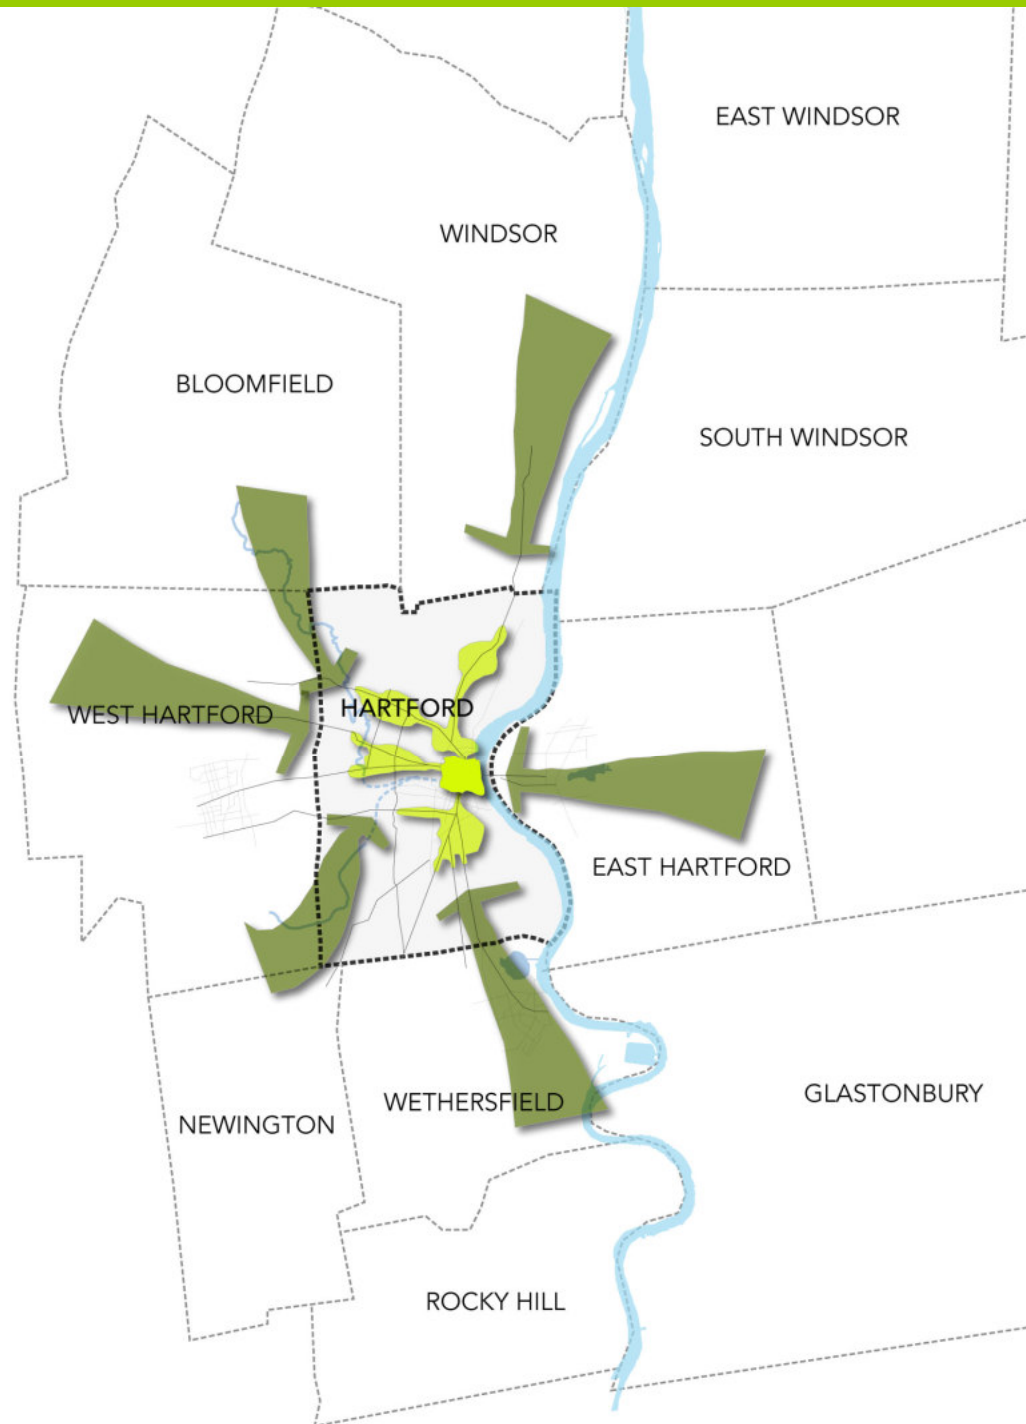 EAST WINDSOR
WINDSOR
BLOOMFIELD
SOUTH WINDSOR
WEST HARTFORD
HARTFORD
EAST HARTFORD
WETHERSFIELD
GLASTONBURY
NEWINGTON
ROCKY HILL